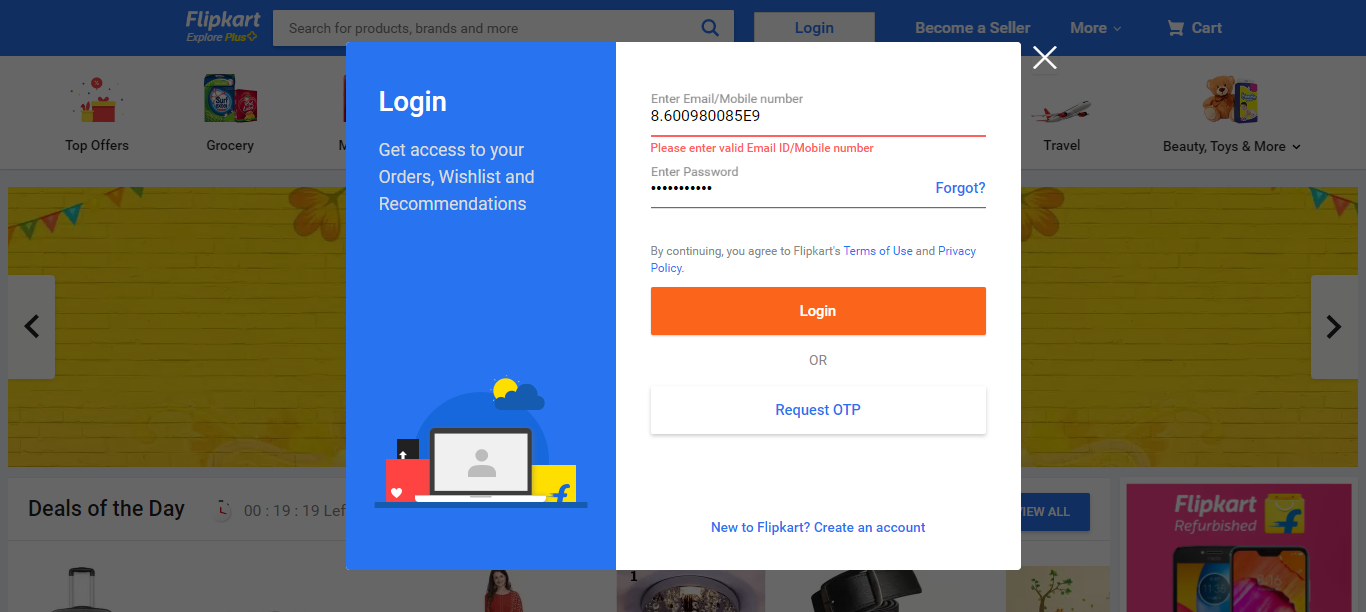 Flipkart
Explore Plus
Search for products, brands and more
Login
Become a Seller
More
Cart
Top Offers
Grocery
M
Travel
Beauty, Toys & More
Login
Get access to your
Orders, Wishlist and
Recommendations
Enter Email/Mobile number
8.600980085E9
Please enter valid Email ID/Mobile number
Enter Password
•••••••••••
Forgot?
By continuing, you agree to Flipkart's Terms of Use and Privacy
Policy.
Login
OR
Request OTP
New to Flipkart? Create an account
Deals of the Day
00 : 19 : 19 Lef
VIEW ALL
Flipkart
Refurbished
1